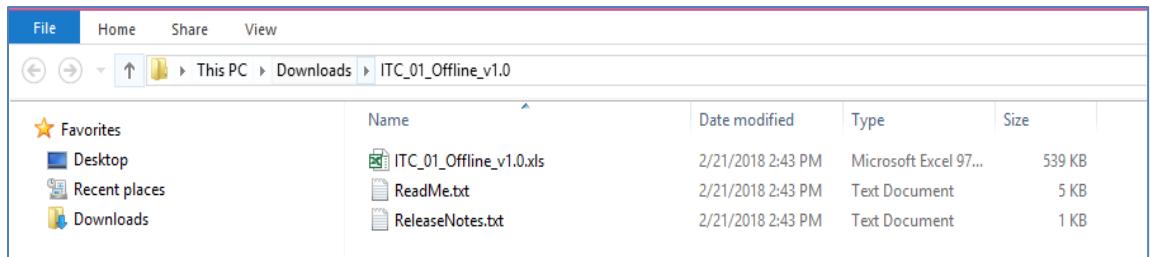 File Home Share View
This PC Downloads ITC_01_Offline_v1.0
Favorites
Desktop
Recent places
Downloads
Name Date modified Type Size
ITC_01_Offline_v1.0.xls 2/21/2018 2:43 PM Microsoft Excel 97... 539 KB
ReadMe.txt 2/21/2018 2:43 PM Text Document 5 KB
ReleaseNotes.txt 2/21/2018 2:43 PM Text Document 1 KB